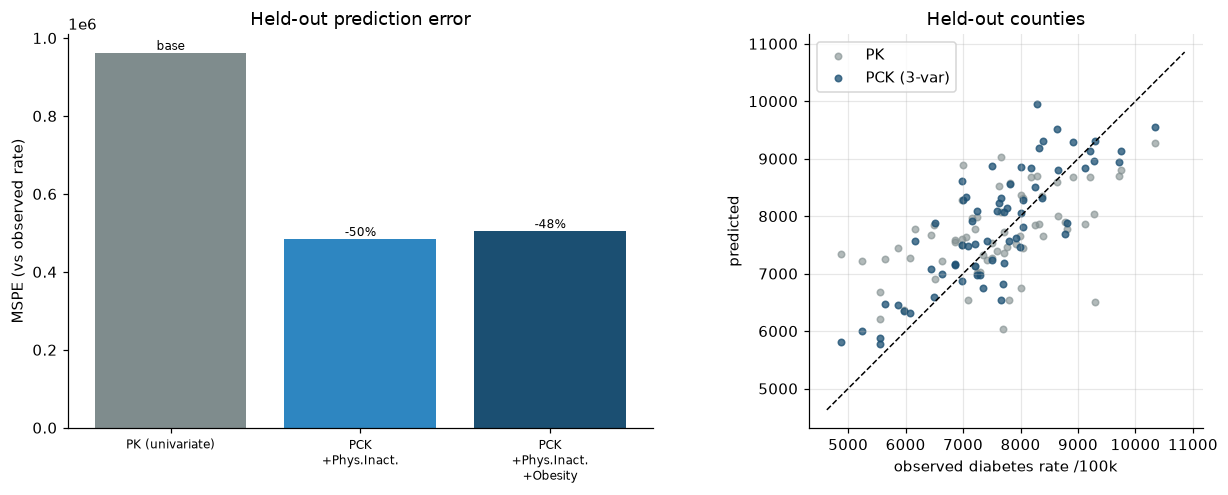 Held-out prediction error
1e6
1.0
0.8
0.6
0.4
0.2
0.0
MSPE (vs observed rate)
base
-50%
-48%
PK (univariate)
PCK
+Phys.Inact.
PCK
+Phys.Inact.
+Obesity
Held-out counties
PK
PCK (3-var)
11000
10000
9000
8000
7000
6000
5000
predicted
5000 6000 7000 8000 9000 10000 11000
observed diabetes rate /100k